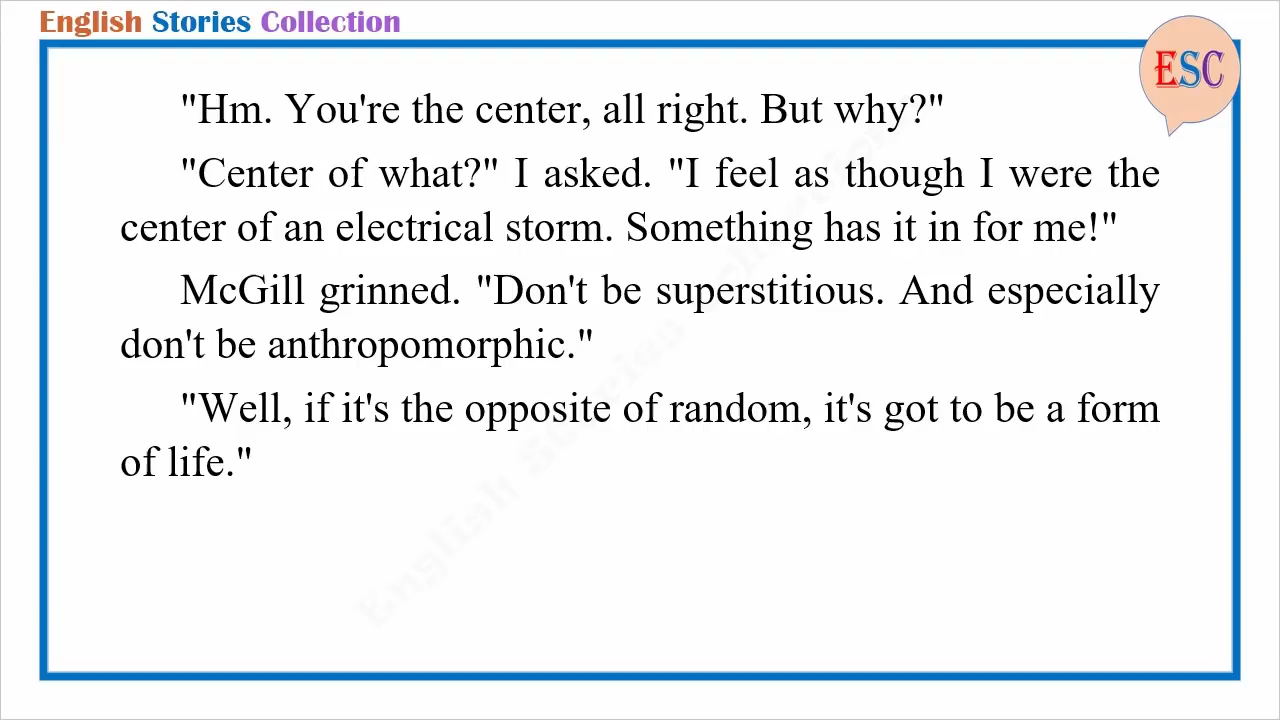 English Stories Collection
ESC
"Hm. You're the center, all right. But why?"
"Center of what?" I asked. "I feel as though I were the
center of an electrical storm. Something has it in for me!"
McGill grinned. "Don't be superstitious. And especially
don't be anthropomorphic."
"Well, if it's the opposite of random, it's got to be a form
of life."
English Stories Collection